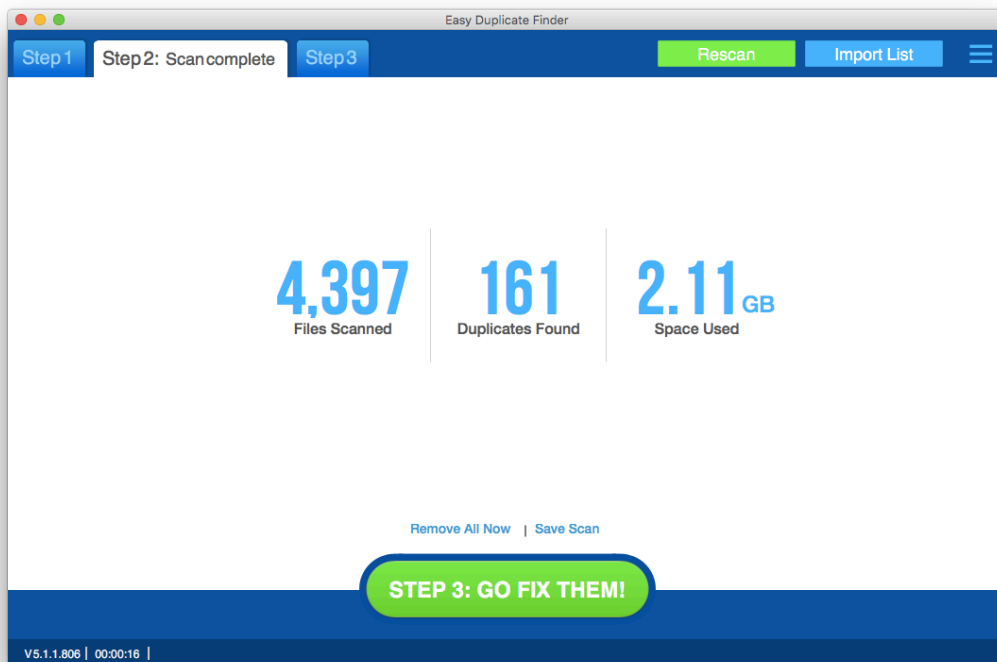 Easy Duplicate Finder
Step 1
Step 2: Scan complete
Step 3
Rescan
Import List
4,397
Files Scanned
161
Duplicates Found
2.11 GB
Space Used
Remove All Now | Save Scan
STEP 3: GO FIX THEM!
V5.1.1.806 | 00:00:16 |